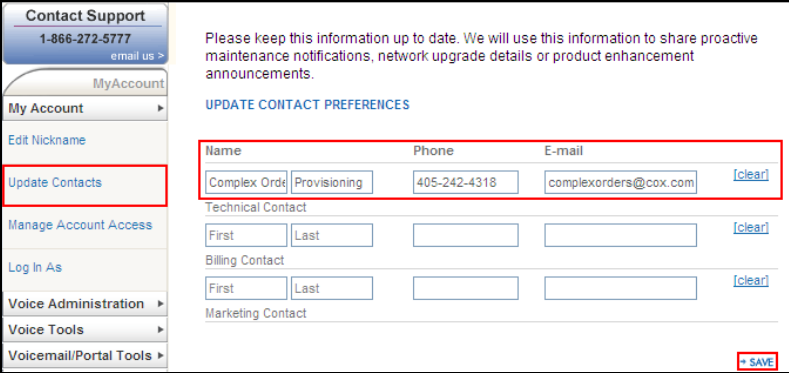 Contact Support
1-866-272-5777
email us >
MyAccount
My Account
Edit Nickname
Update Contacts
Manage Account Access
Log In As
Voice Administration
Voice Tools
Voicemail/Portal Tools
Please keep this information up to date. We will use this information to share proactive
maintenance notifications, network upgrade details or product enhancement
announcements.
UPDATE CONTACT PREFERENCES
Name Phone E-mail
Complex Orde Provisioning 405-242-4318 complexorders@cox.com [clear]
Technical Contact
First Last [clear]
Billing Contact
First Last [clear]
Marketing Contact
SAVE